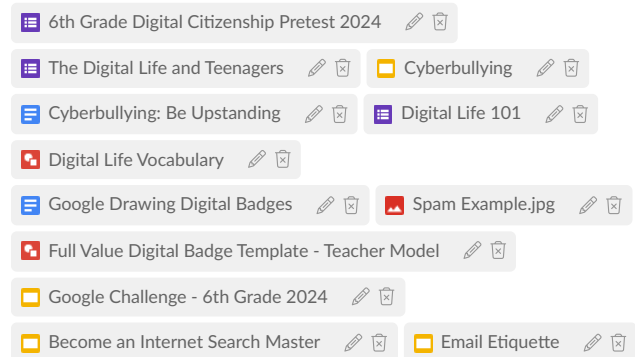 6th Grade Digital Citizenship Pretest 2024
The Digital Life and Teenagers Cyberbullying
Cyberbullying: Be Upstanding Digital Life 101
Digital Life Vocabulary
Google Drawing Digital Badges Spam Example.jpg
Full Value Digital Badge Template - Teacher Model
Google Challenge - 6th Grade 2024
Become an Internet Search Master Email Etiquette